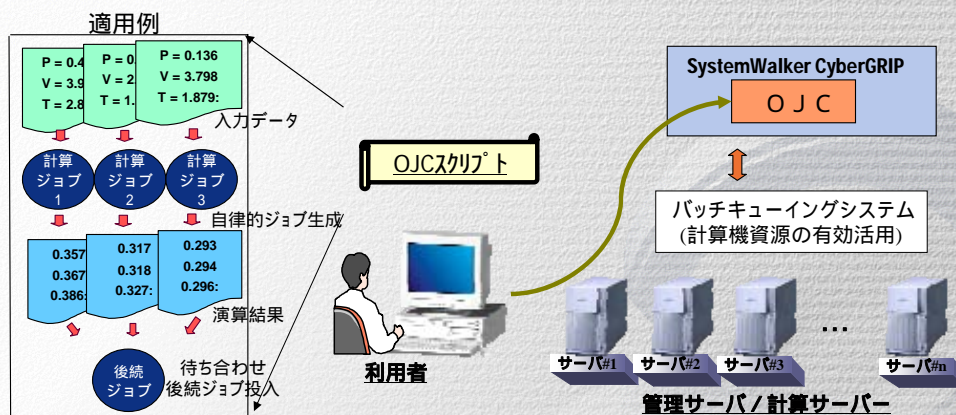 適用例
P = 0.4
V = 3.9
T = 2.8
P = 0.
V = 2
T = 1.
P = 0.136
V = 3.798
T = 1.879:
入力データ
計算
ジョブ
1
計算
ジョブ
2
計算
ジョブ
3
自律的ジョブ生成
0.357
0.367
0.386:
0.317
0.318
0.327:
0.293
0.294
0.296:
演算結果
後続
ジョブ
待ち合わせ
後続ジョブ投入
OJCスクリプト
利用者
SystemWalker CyberGRIP
ＯＪＣ
バッチキューイングシステム
(計算機資源の有効活用)
サーバ#1
サーバ#2
サーバ#3
…
サーバ#n
管理サーバ / 計算サーバー